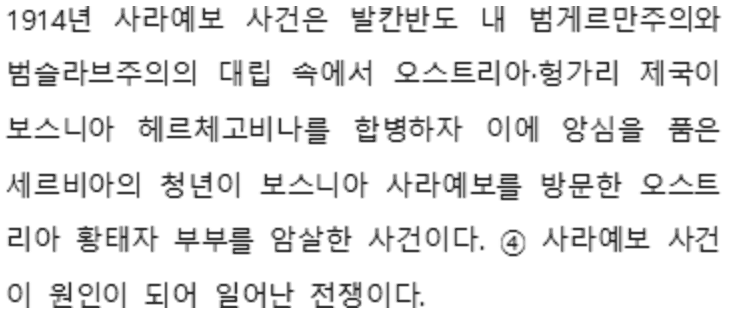 1914년 사라예보 사건은 발칸반도 내 범게르만주의와
범슬라브주의의 대립 속에서 오스트리아·헝가리 제국이
보스니아 헤르체고비나를 합병하자 이에 앙심을 품은
세르비아의 청년이 보스니아 사라예보를 방문한 오스트
리아 황태자 부부를 암살한 사건이다. ④ 사라예보 사건
이 원인이 되어 일어난 전쟁이다.